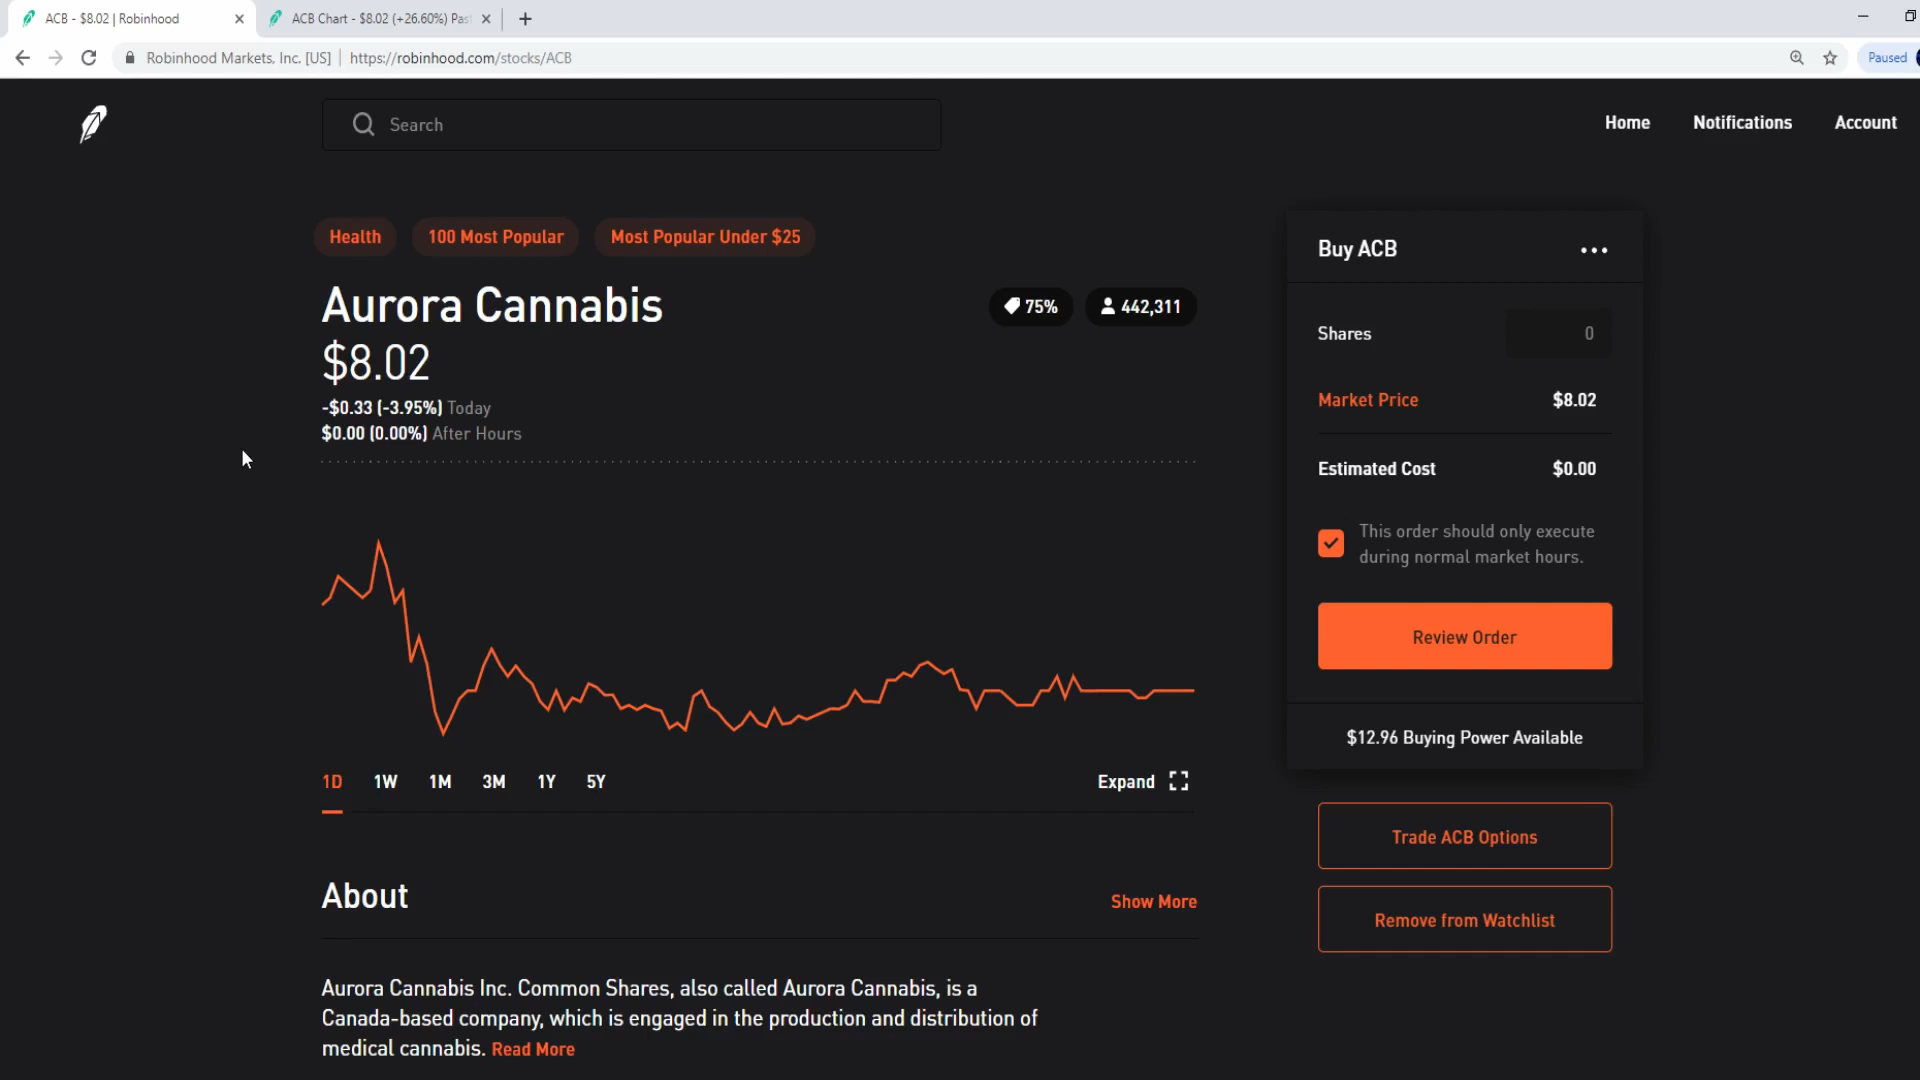 ACB - $8.02 | Robinhood
ACB Chart - $8.02 (+26.60%) Pas
Robinhood Markets, Inc. [US] | https://robinhood.com/stocks/ACB
Paused
Search
Home
Notifications
Account
Health
100 Most Popular
Most Popular Under $25
Aurora Cannabis
75%
442,311
$8.02
-$0.33 (-3.95%) Today
$0.00 (0.00%) After Hours
1D
1W
1M
3M
1Y
5Y
Expand
About
Show More
Aurora Cannabis Inc. Common Shares, also called Aurora Cannabis, is a
Canada-based company, which is engaged in the production and distribution of
medical cannabis. Read More
Buy ACB
Shares
0
Market Price
$8.02
Estimated Cost
$0.00
This order should only execute
during normal market hours.
Review Order
$12.96 Buying Power Available
Trade ACB Options
Remove from Watchlist